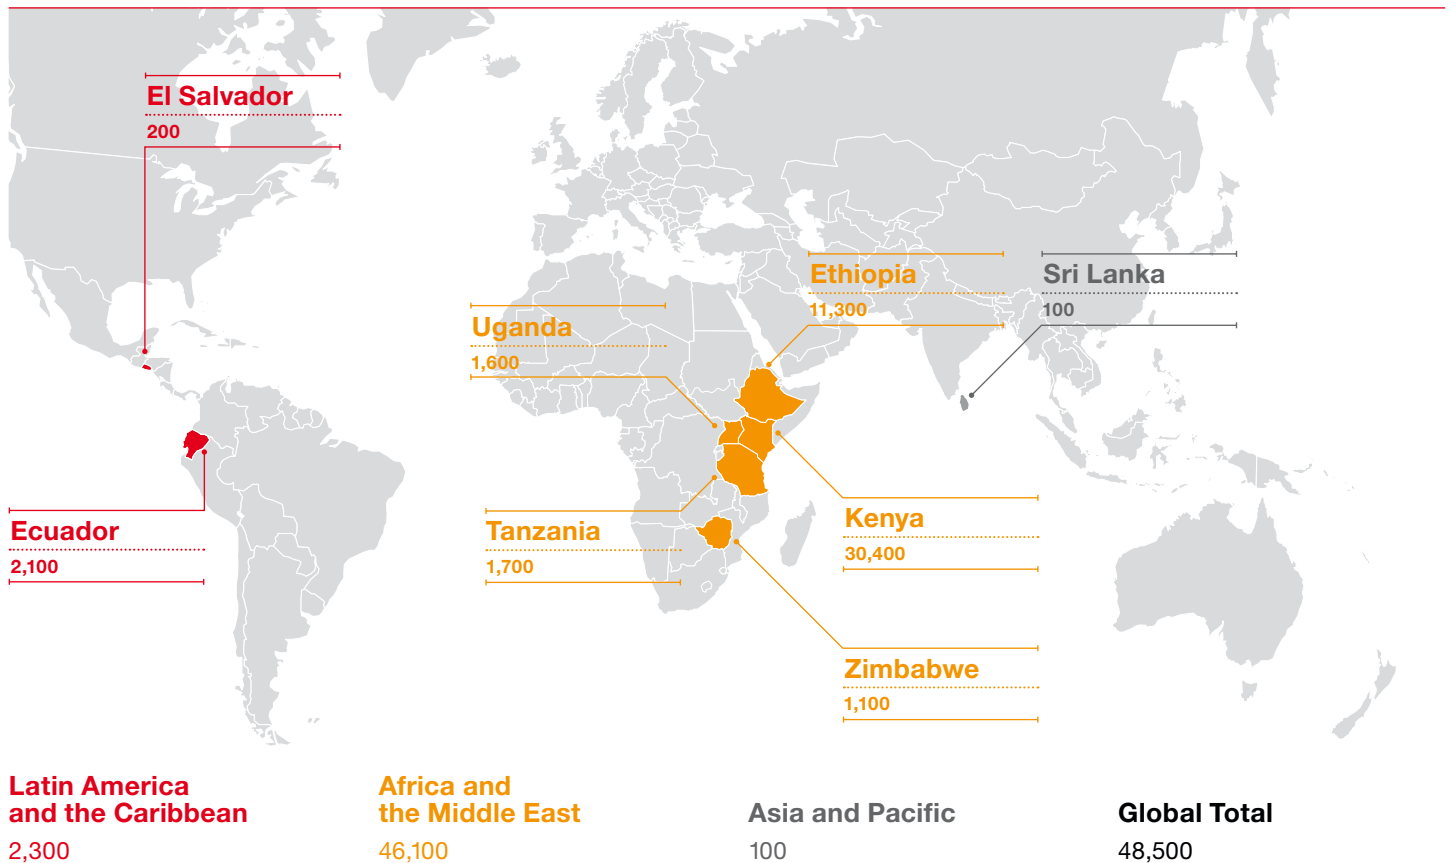 El Salvador
200
Ethiopia
11,300
Sri Lanka
100
Uganda
1,600
Ecuador
2,100
Tanzania
1,700
Kenya
30,400
Zimbabwe
1,100
Latin America
and the Caribbean
2,300
Africa and
the Middle East
46,100
Asia and Pacific
100
Global Total
48,500